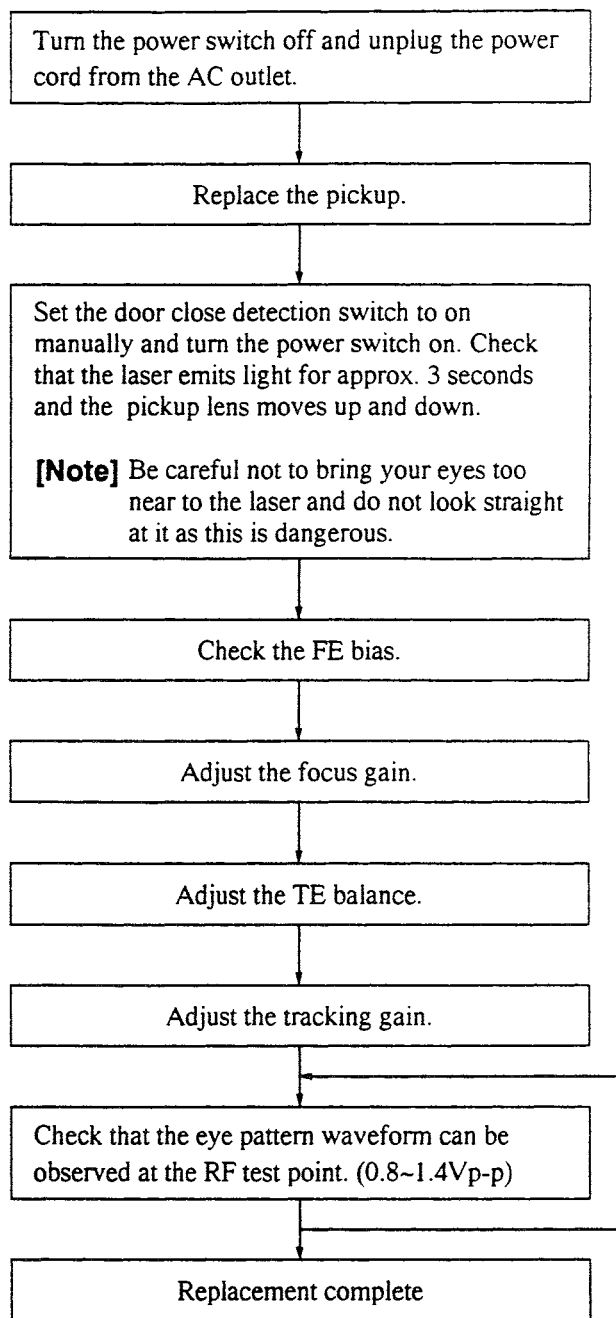 Turn the power switch off and unplug the power
cord from the AC outlet.
Replace the pickup.
Set the door close detection switch to on
manually and turn the power switch on. Check
that the laser emits light for approx. 3 seconds
and the pickup lens moves up and down.
[Note] Be careful not to bring your eyes too
near to the laser and do not look straight
at it as this is dangerous.
Check the FE bias.
Adjust the focus gain.
Adjust the TE balance.
Adjust the tracking gain.
Check that the eye pattern waveform can be
observed at the RF test point. (0.8~1.4Vp-p)
Replacement complete